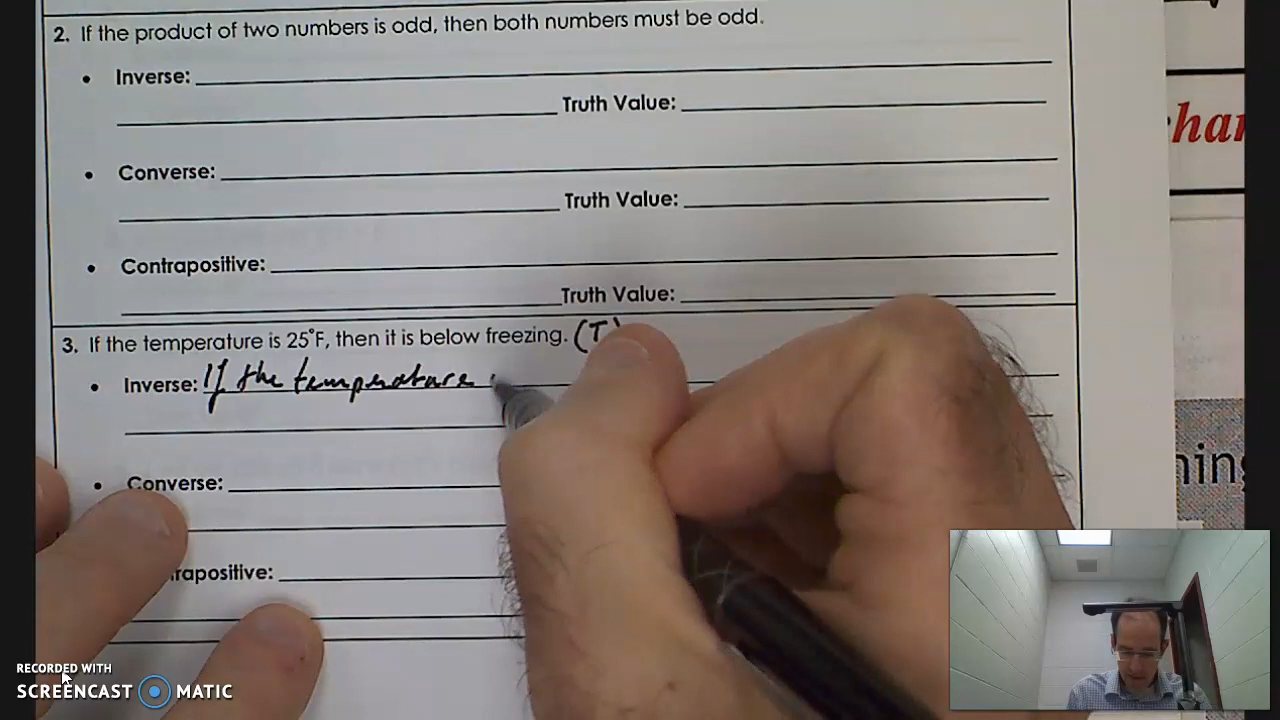 2. If the product of two numbers is odd, then both numbers must be odd.
• Inverse:
Truth Value:
• Converse:
Truth Value:
• Contrapositive:
Truth Value:
3. If the temperature is 25°F, then it is below freezing. (T)
• Inverse: If the temperature
• Converse:
rapositive:
har
ning
RECORDED WITH
SCREENCAST MATIC